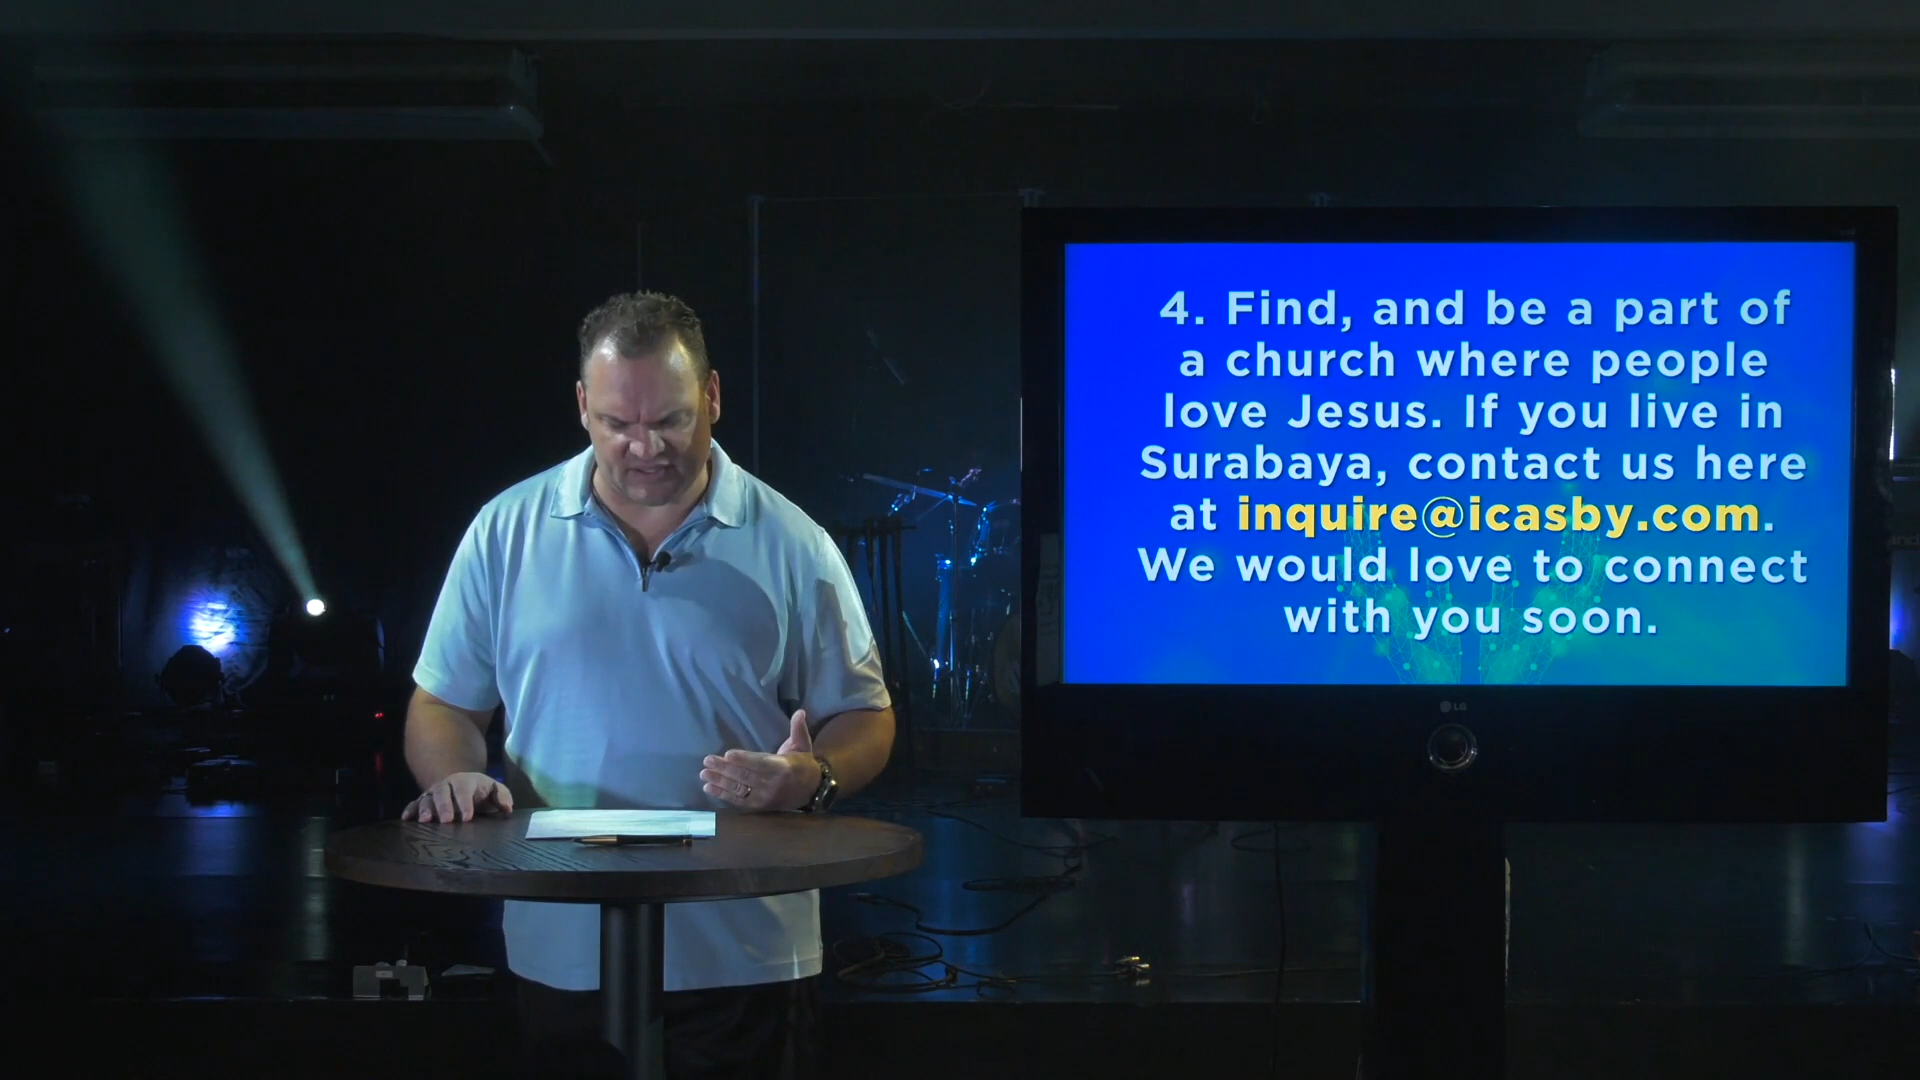 4. Find, and be a part of
a church where people
love Jesus. If you live in
Surabaya, contact us here
at inquire@icasby.com.
We would love to connect
with you soon.
LG